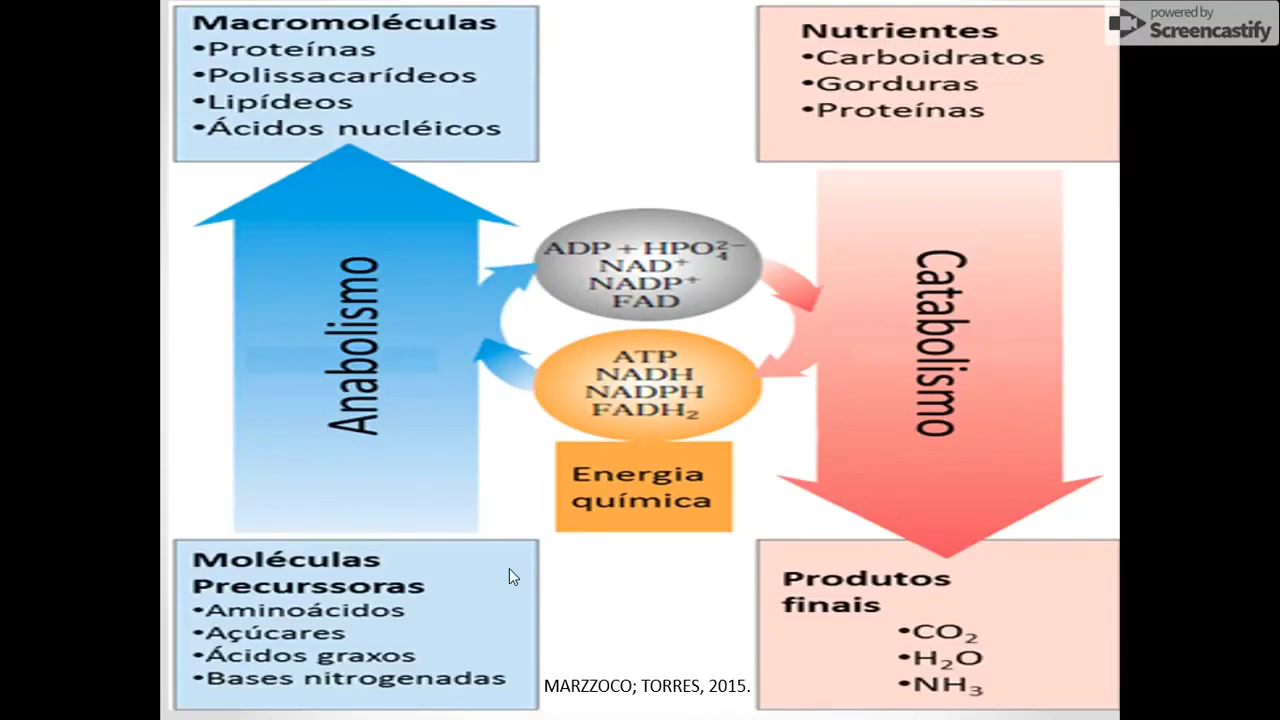 Macromoléculas
•Proteínas
•Polissacarídeos
•Lipídeos
•Ácidos nucléicos
Nutrientes
•Carboidratos
•Gorduras
•Proteínas
powered by
Screencastify
Anabolismo
ADP + HPO₄²⁻
NAD⁺
NADP⁺
FAD
ATP
NADH
NADPH
FADH₂
Energia
química
Catabolismo
Moléculas
Precurssoras
•Aminoácidos
•Açúcares
•Ácidos graxos
•Bases nitrogenadas
MARZZOCO; TORRES, 2015.
Produtos
finais
•CO₂
•H₂O
•NH₃